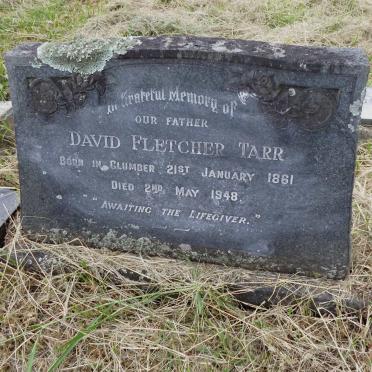 In Grateful Memory of
OUR FATHER
DAVID FLETCHER TARR
BORN IN CLUMBER 21ST JANUARY 1861
DIED 2ND MAY 1948.
"AWAITING THE LIFEGIVER."